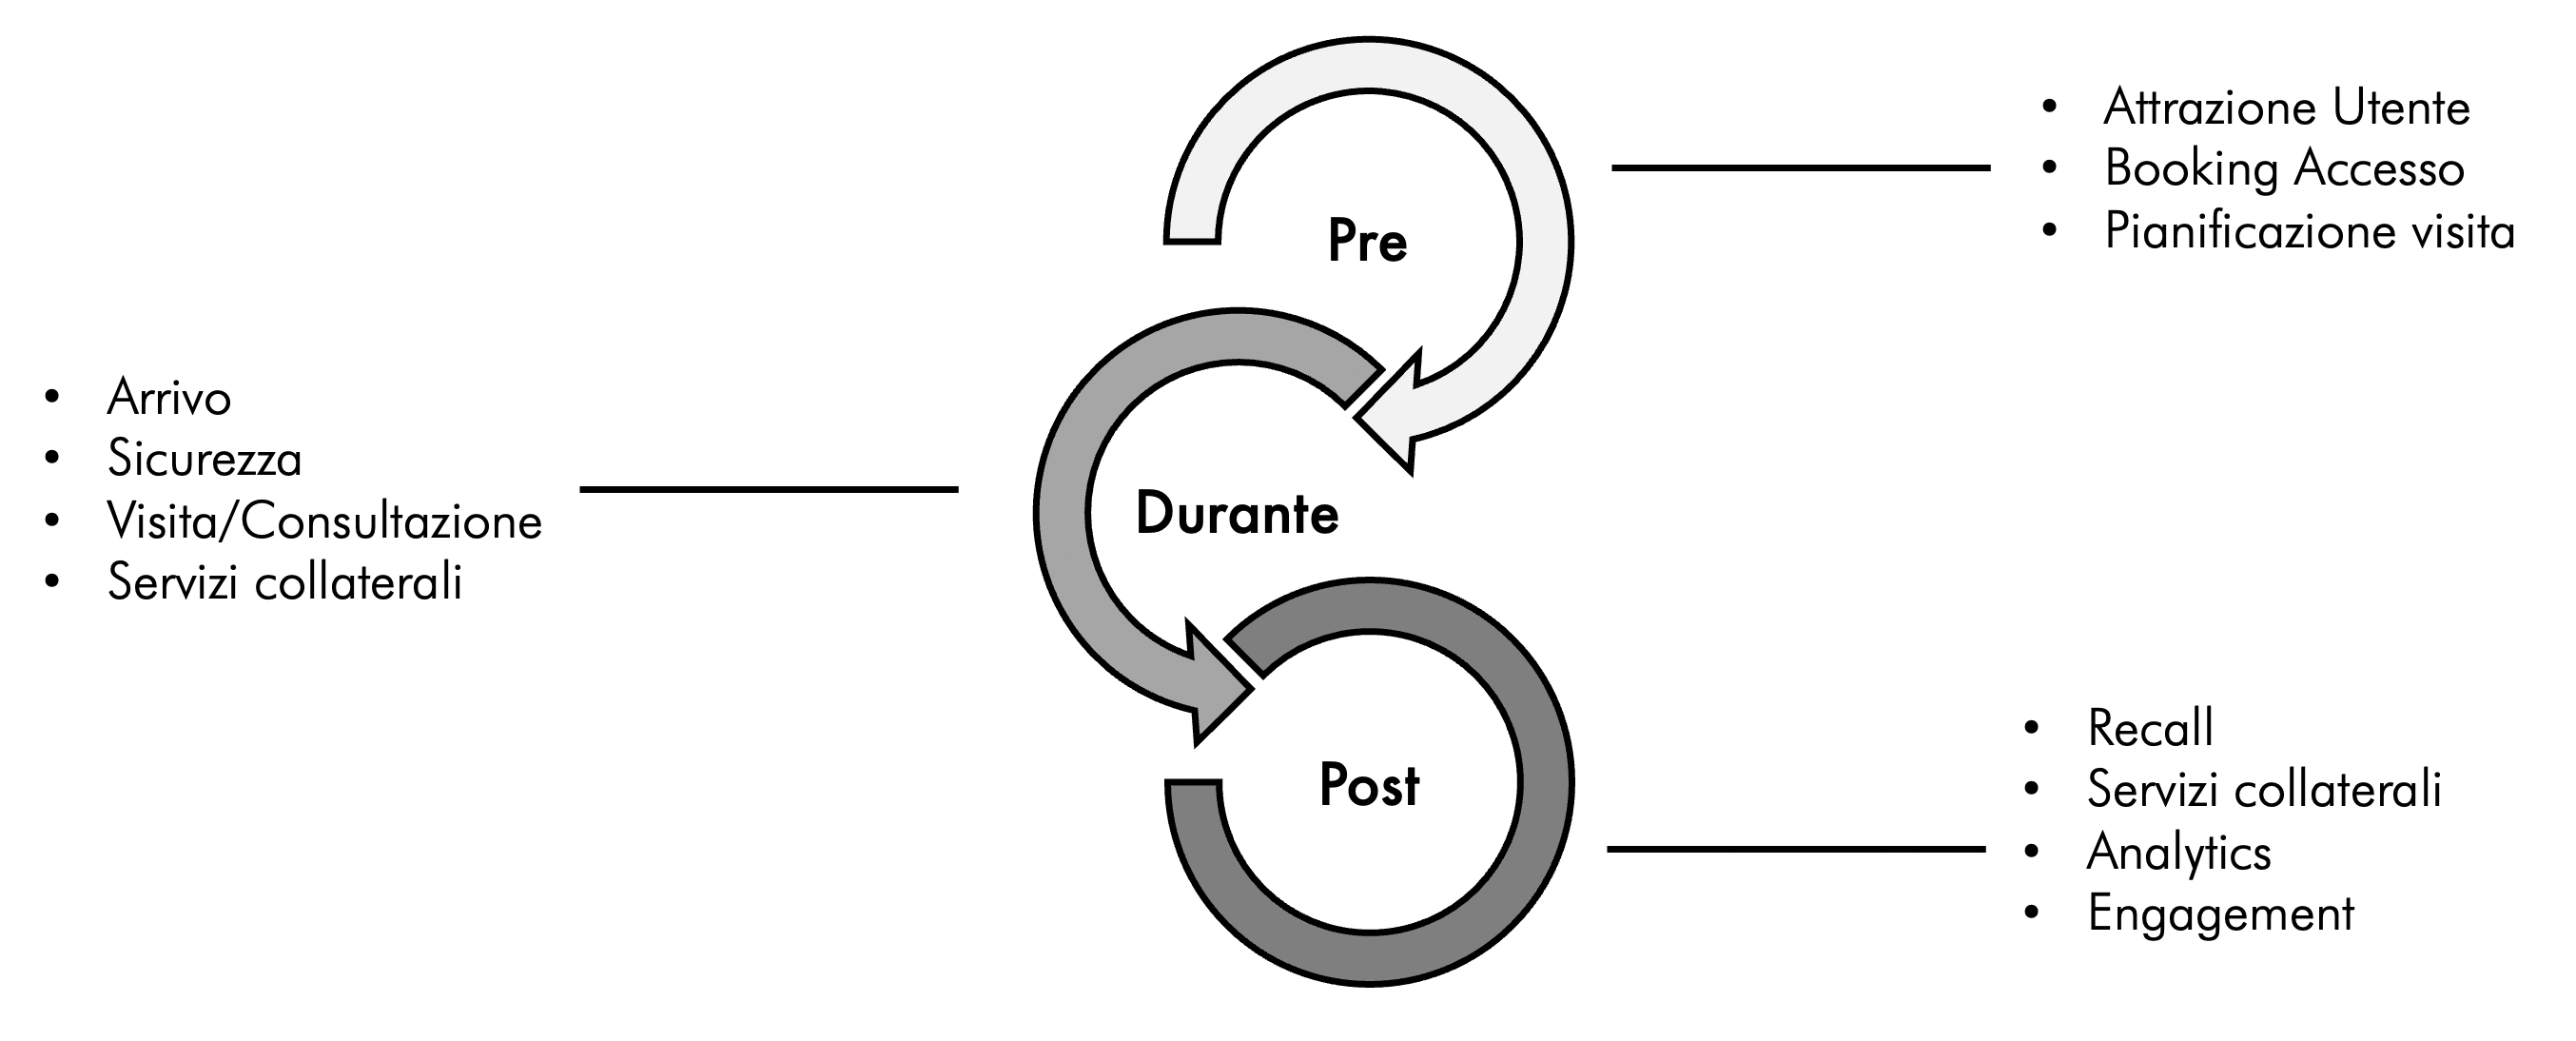 Pre
• Attrazione Utente
• Booking Accesso
• Pianificazione visita
Durante
• Arrivo
• Sicurezza
• Visita/Consultazione
• Servizi collaterali
Post
• Recall
• Servizi collaterali
• Analytics
• Engagement